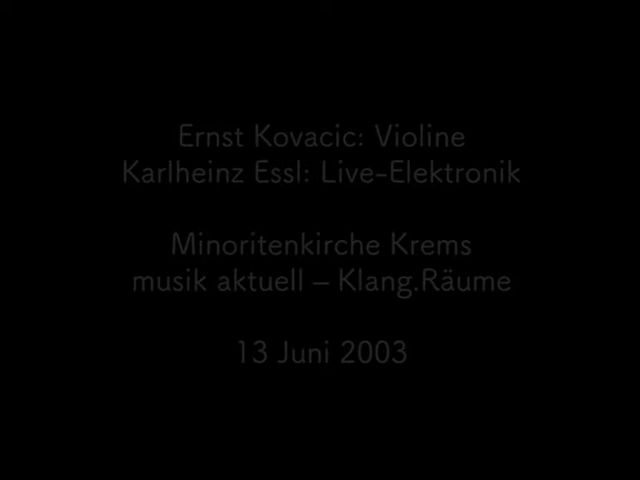 Ernst Kovacic: Violine
Karlheinz Essl: Live-Elektronik
Minoritenkirche Krems
musik aktuell – Klang.Räume
13 Juni 2003